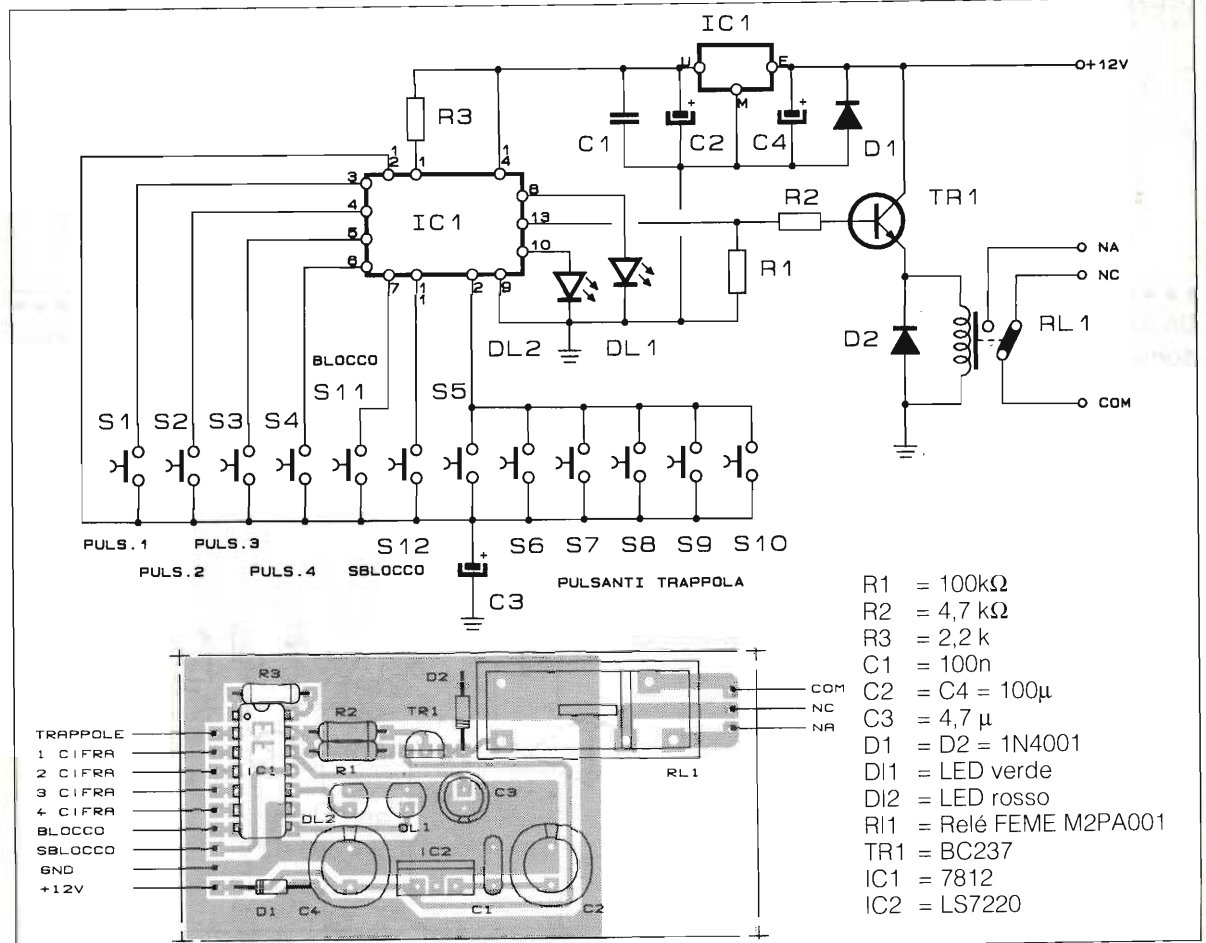 IC1
U
E
M
+12V
R3
C1
C2
+
C4
+
D1
1
2
1
1
4
3
4
5
6
IC1
8
13
10
7
1
1
2
9
R2
TR1
R1
NA
NC
RL1
D2
COM
DL2
DL1
BLOCCO
S11
S5
S1
S2
S3
S4
PULS.1
PULS.3
S12
S6
S7
S8
S9
S10
PULS.2
PULS.4
SBLOCCO
+
C3
PULSANTI TRAPPOLA
R1 = 100kΩ
R2 = 4,7 kΩ
R3 = 2,2 k
C1 = 100n
C2 = C4 = 100µ
C3 = 4,7 µ
D1 = D2 = 1N4001
Dl1 = LED verde
Dl2 = LED rosso
Rl1 = Relé FEME M2PA001
TR1 = BC237
IC1 = 7812
IC2 = LS7220
R3
D2
COM
NC
NA
TRAPPOLE
1 CIFRA
2 CIFRA
3 CIFRA
4 CIFRA
BLOCCO
SBLOCCO
GND
+12V
IC1
R2
R1
TR1
RL1
DL2
DL1
C3
IC2
D1
C4
C1
C2